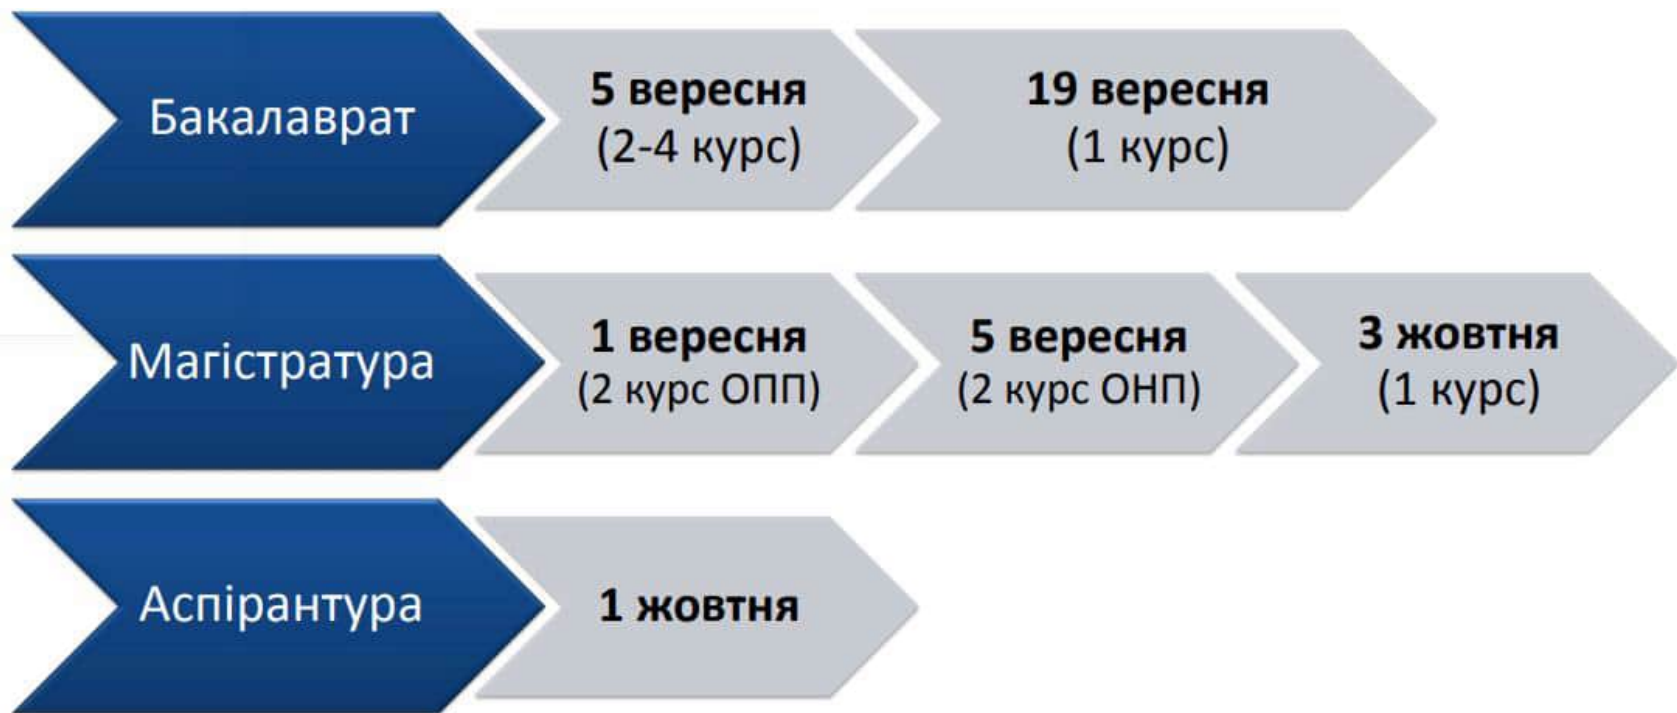 Бакалаврат
5 вересня
(2-4 курс)
19 вересня
(1 курс)
Магістратура
1 вересня
(2 курс ОПП)
5 вересня
(2 курс ОНП)
3 жовтня
(1 курс)
Аспірантура
1 жовтня